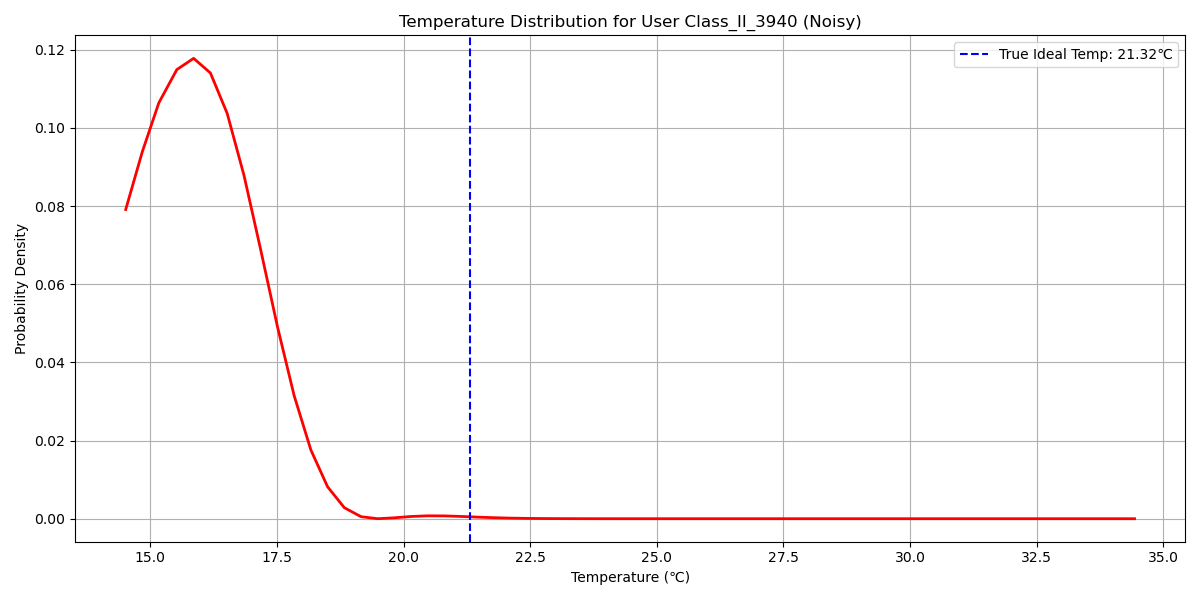 Temperature Distribution for User Class_II_3940 (Noisy)
True Ideal Temp: 21.32℃
Probability Density
0.12
0.10
0.08
0.06
0.04
0.02
0.00
15.0 17.5 20.0 22.5 25.0 27.5 30.0 32.5 35.0
Temperature (℃)